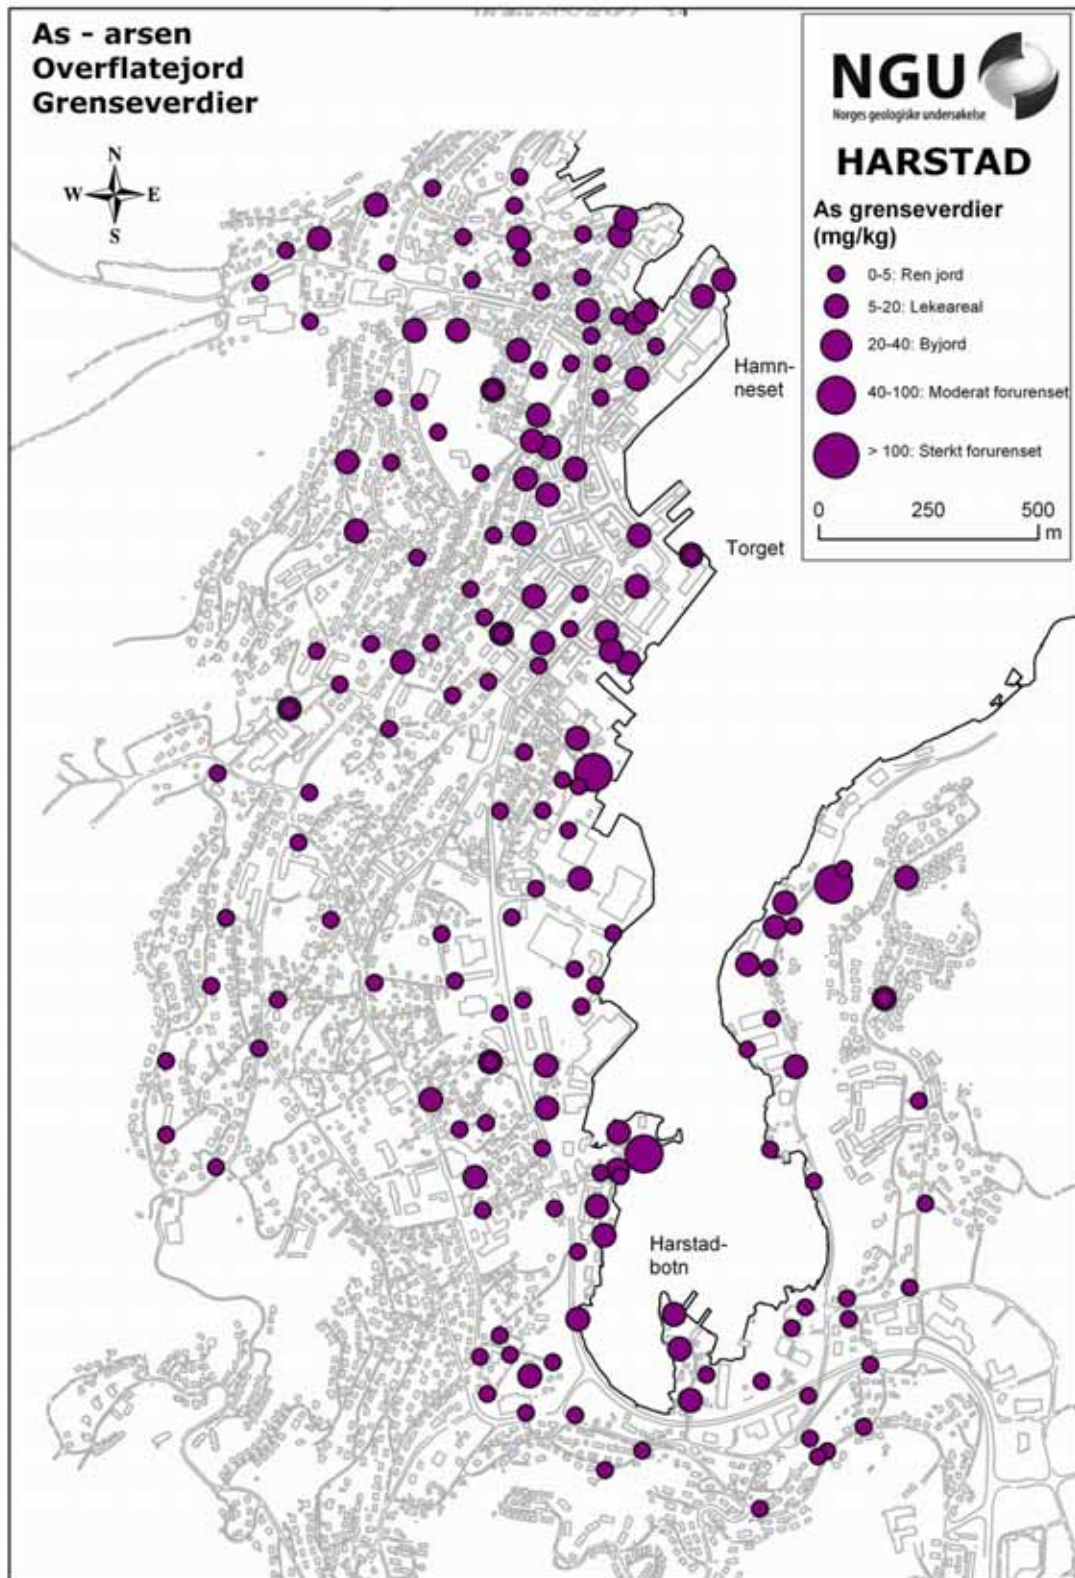 As - arsen
Overflatejord
Grenseverdier
N
W E
S
NGU
Norges geologiske undersøkelse
HARSTAD
As grenseverdier
(mg/kg)
0-5: Ren jord
5-20: Lekeareal
20-40: Byjord
40-100: Moderat forurenset
> 100: Sterkt forurenset
0 250 500
m
Hamn-
neset
Torget
Harstad-
botn